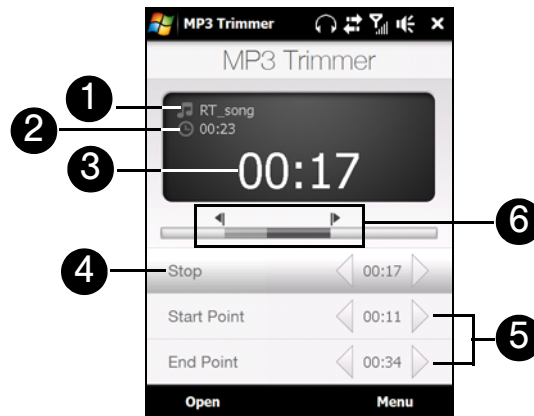 MP3 Trimmer
MP3 Trimmer
1
RT_song
2
00:23
3
00:17
6
4
Stop
00:17
Start Point
00:11
5
End Point
00:34
Open
Menu